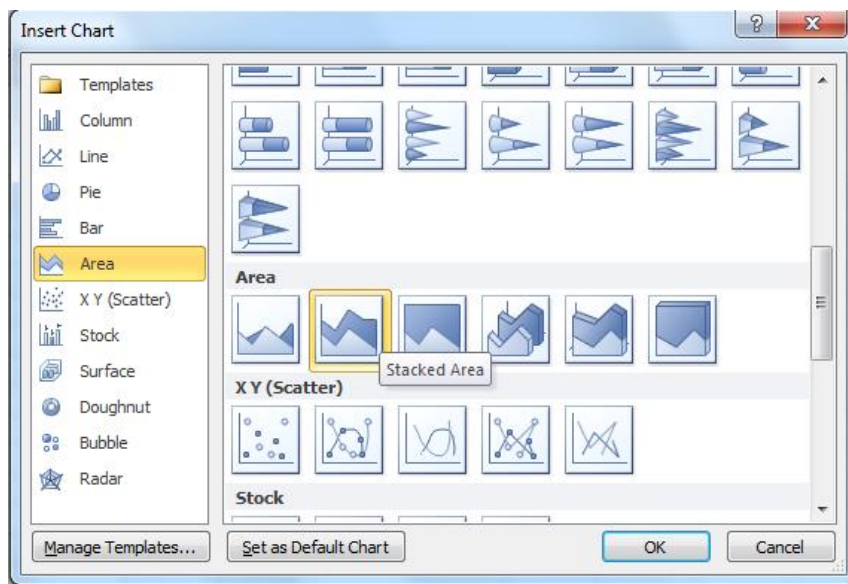 Insert Chart
Templates
Column
Line
Pie
Bar
Area
X Y (Scatter)
Stock
Surface
Doughnut
Bubble
Radar
Area
Stacked Area
X Y (Scatter)
Stock
Manage Templates...
Set as Default Chart
OK
Cancel